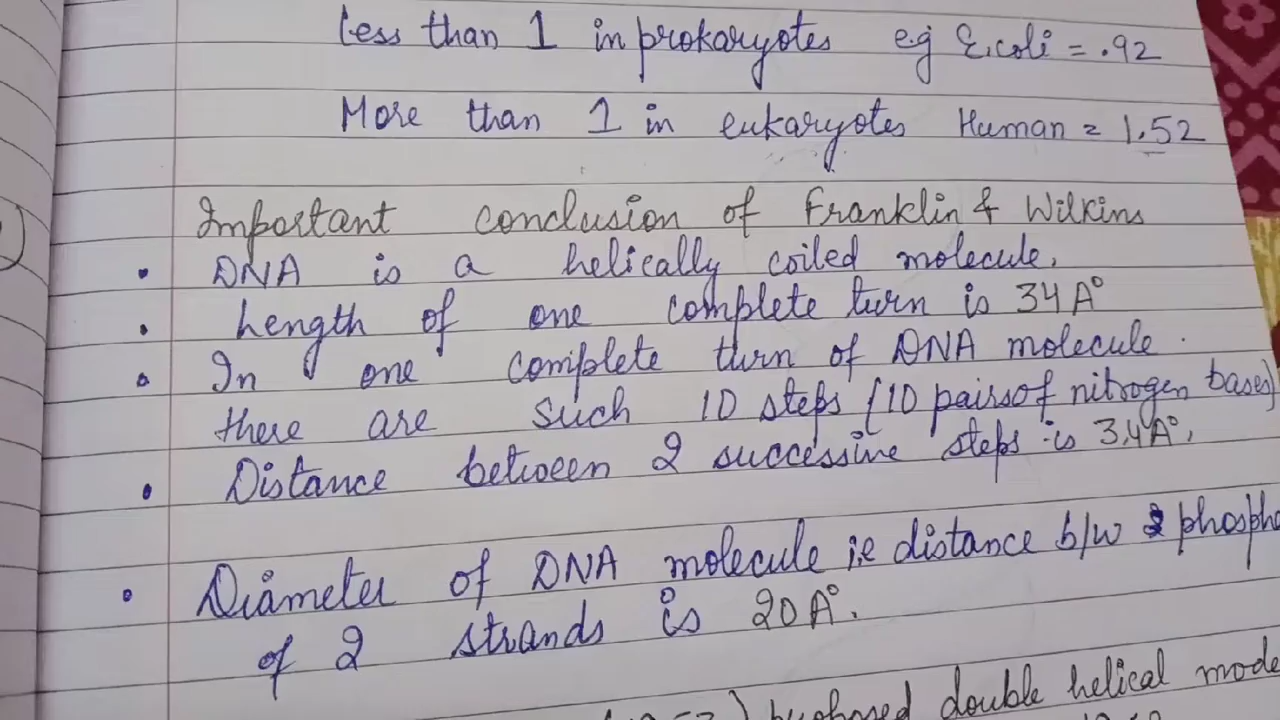 Less than 1 in prokaryotes eg E.coli = .92
More than 1 in eukaryotes Human = 1.52
Important conclusion of Franklin & Wilkins
• DNA is a helically coiled molecule.
• Length of one complete turn is 34 A°
• In one complete turn of DNA molecule.
there are such 10 steps (10 pairs of nitrogen bases)
• Distance between 2 successive steps is 3.4A°.
• Diameter of DNA molecule i.e distance b/w 2 phospha
of 2 strands is 20 A°.
) proposed double helical mode